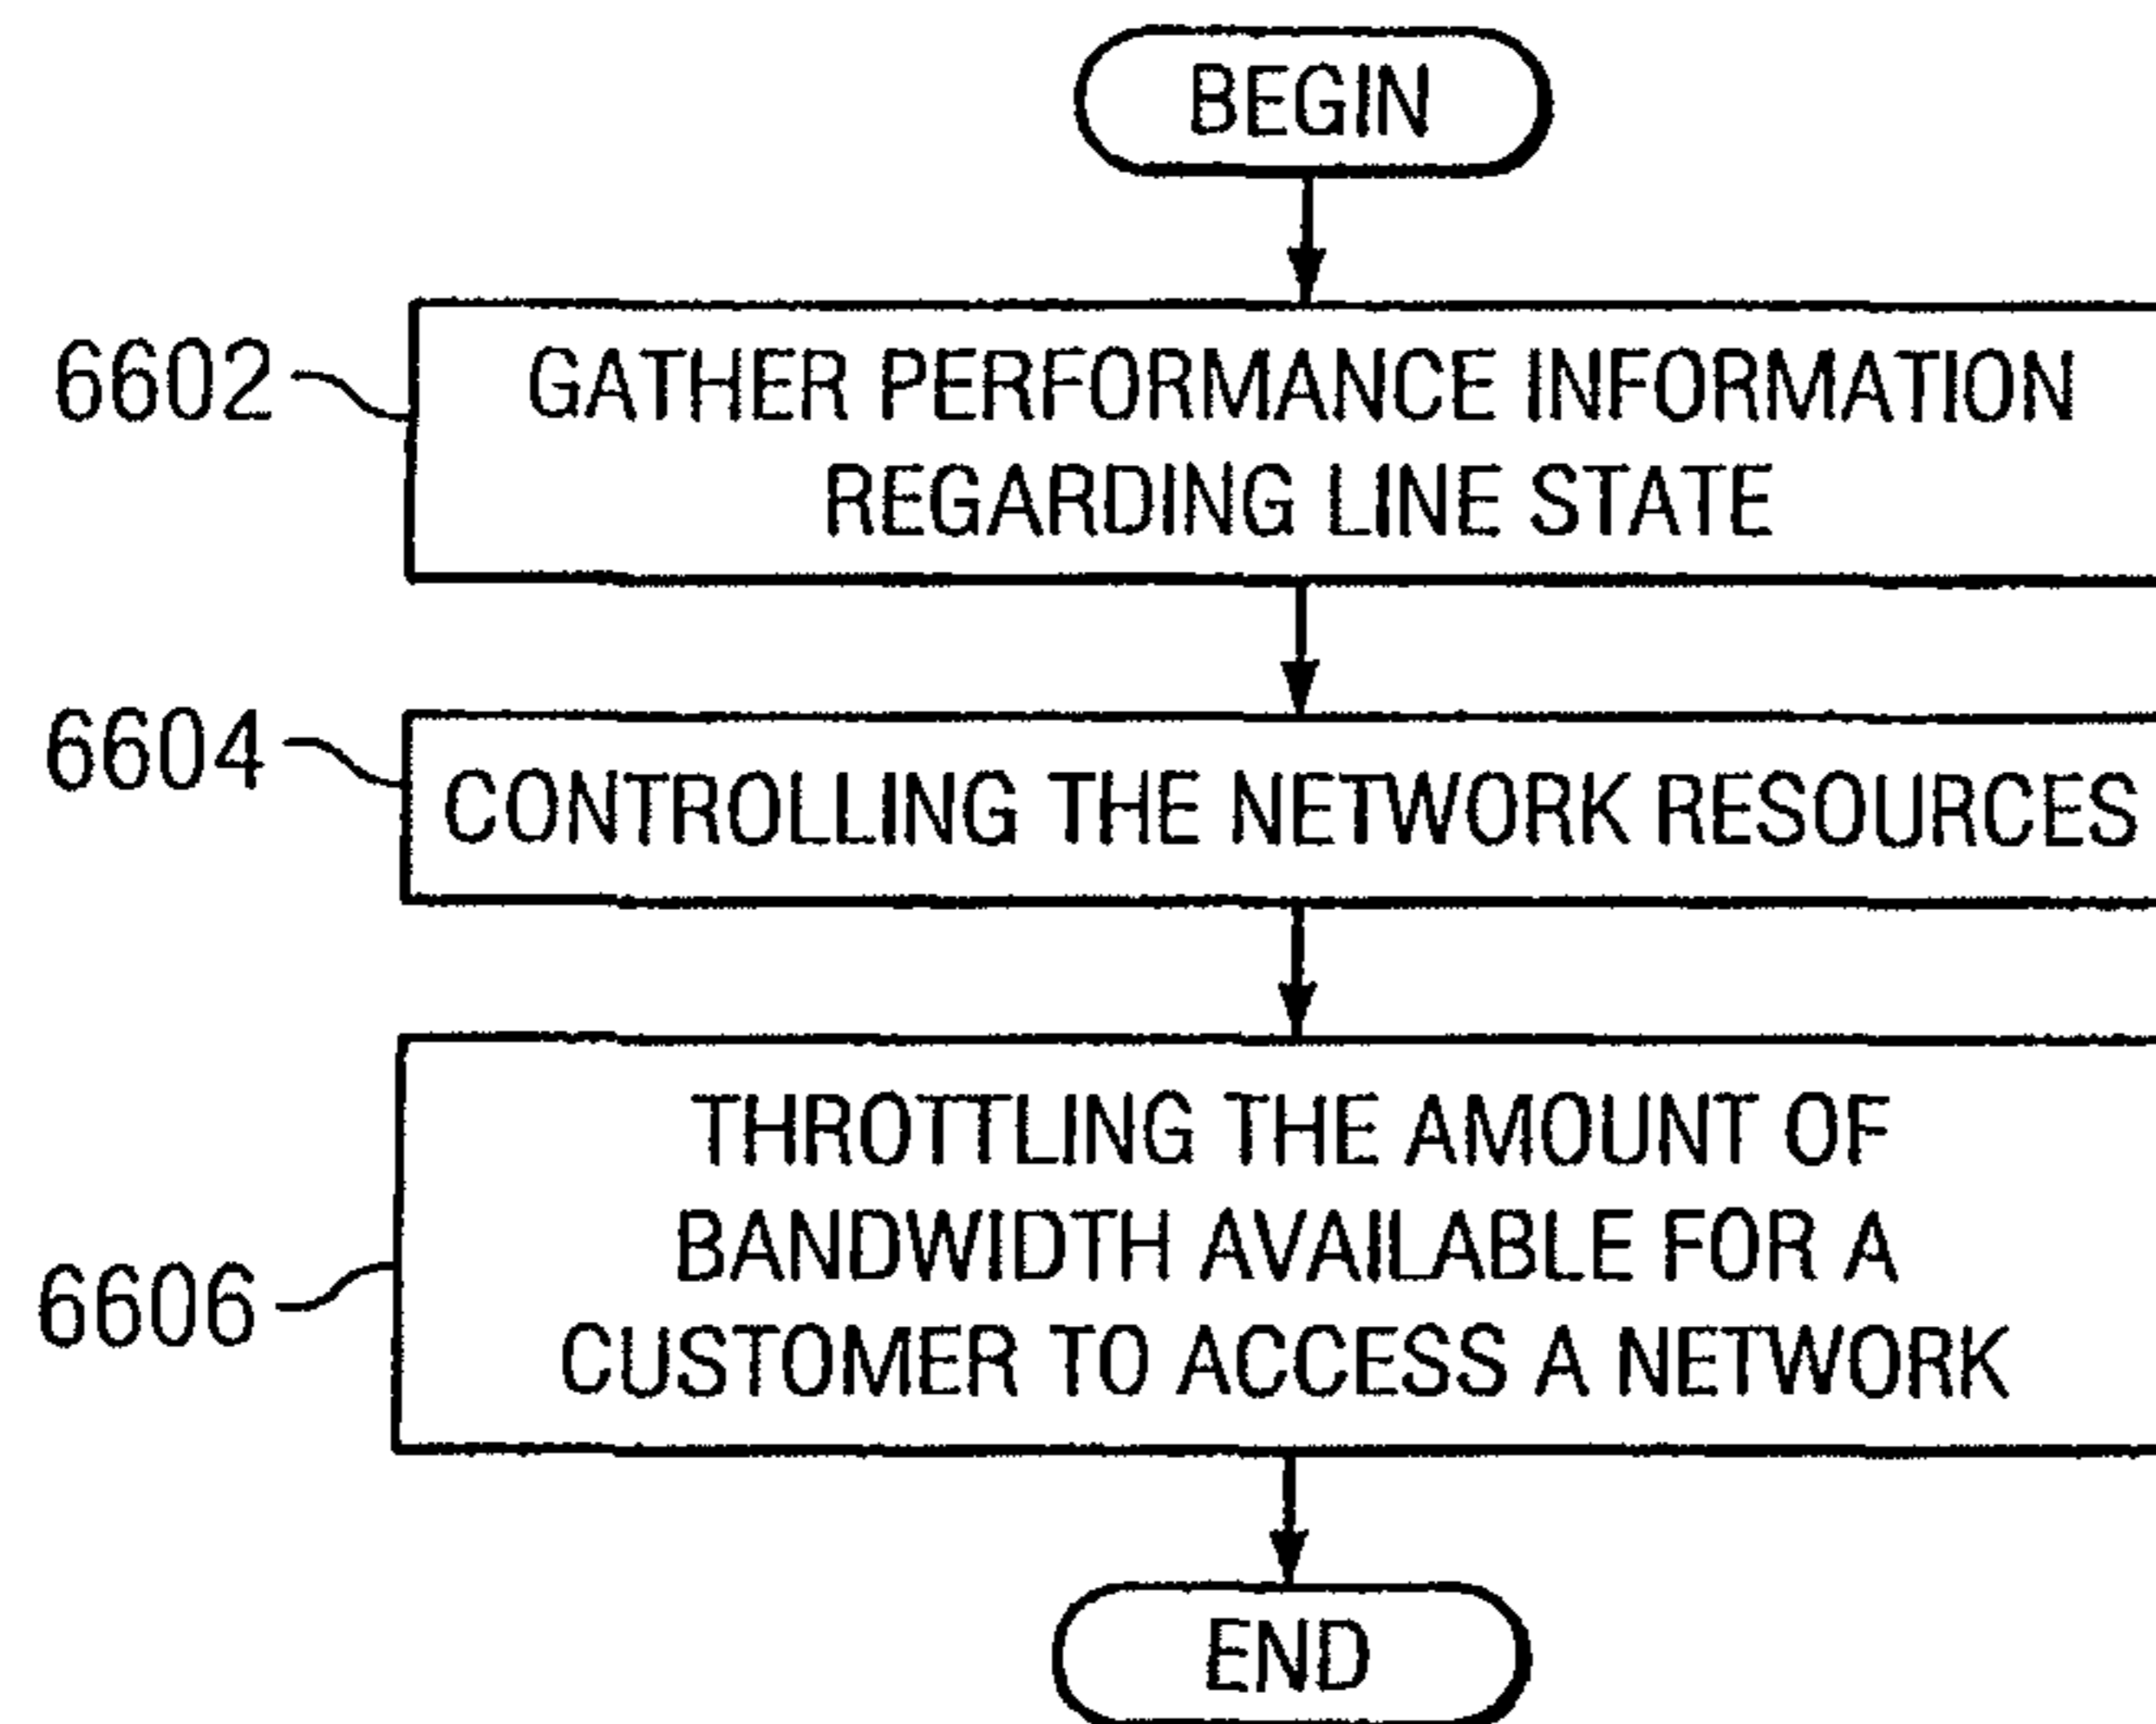 BEGIN
6602
GATHER PERFORMANCE INFORMATION
REGARDING LINE STATE
6604
CONTROLLING THE NETWORK RESOURCES
6606
THROTTLING THE AMOUNT OF
BANDWIDTH AVAILABLE FOR A
CUSTOMER TO ACCESS A NETWORK
END